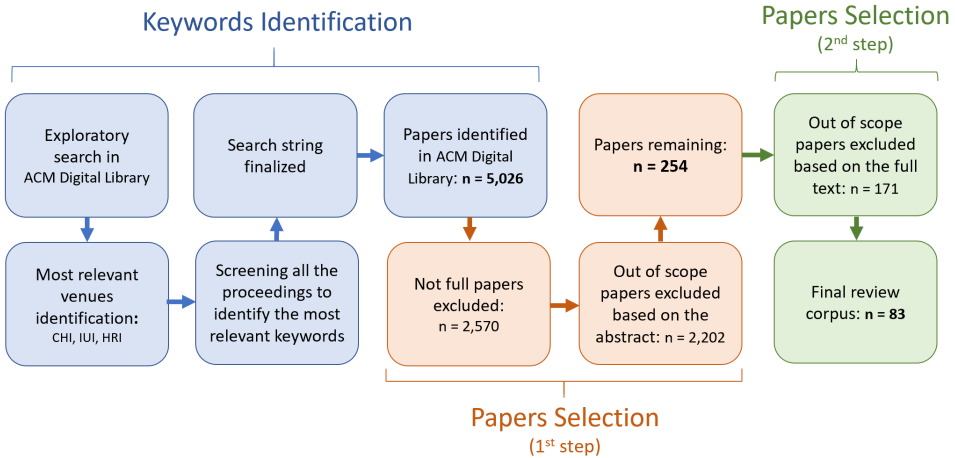 Keywords Identification
Exploratory
search in
ACM Digital Library
Most relevant
venues
identification:
CHI, IUI, HRI
Screening all the
proceedings to
identify the most
relevant keywords
Search string
finalized
Papers identified
in ACM Digital
Library: n = 5,026
Not full papers
excluded:
n = 2,570
Out of scope
papers excluded
based on the
abstract: n = 2,202
Papers remaining:
n = 254
Papers Selection
(1st step)
Papers Selection
(2nd step)
Out of scope
papers excluded
based on the full
text: n = 171
Final review
corpus: n = 83